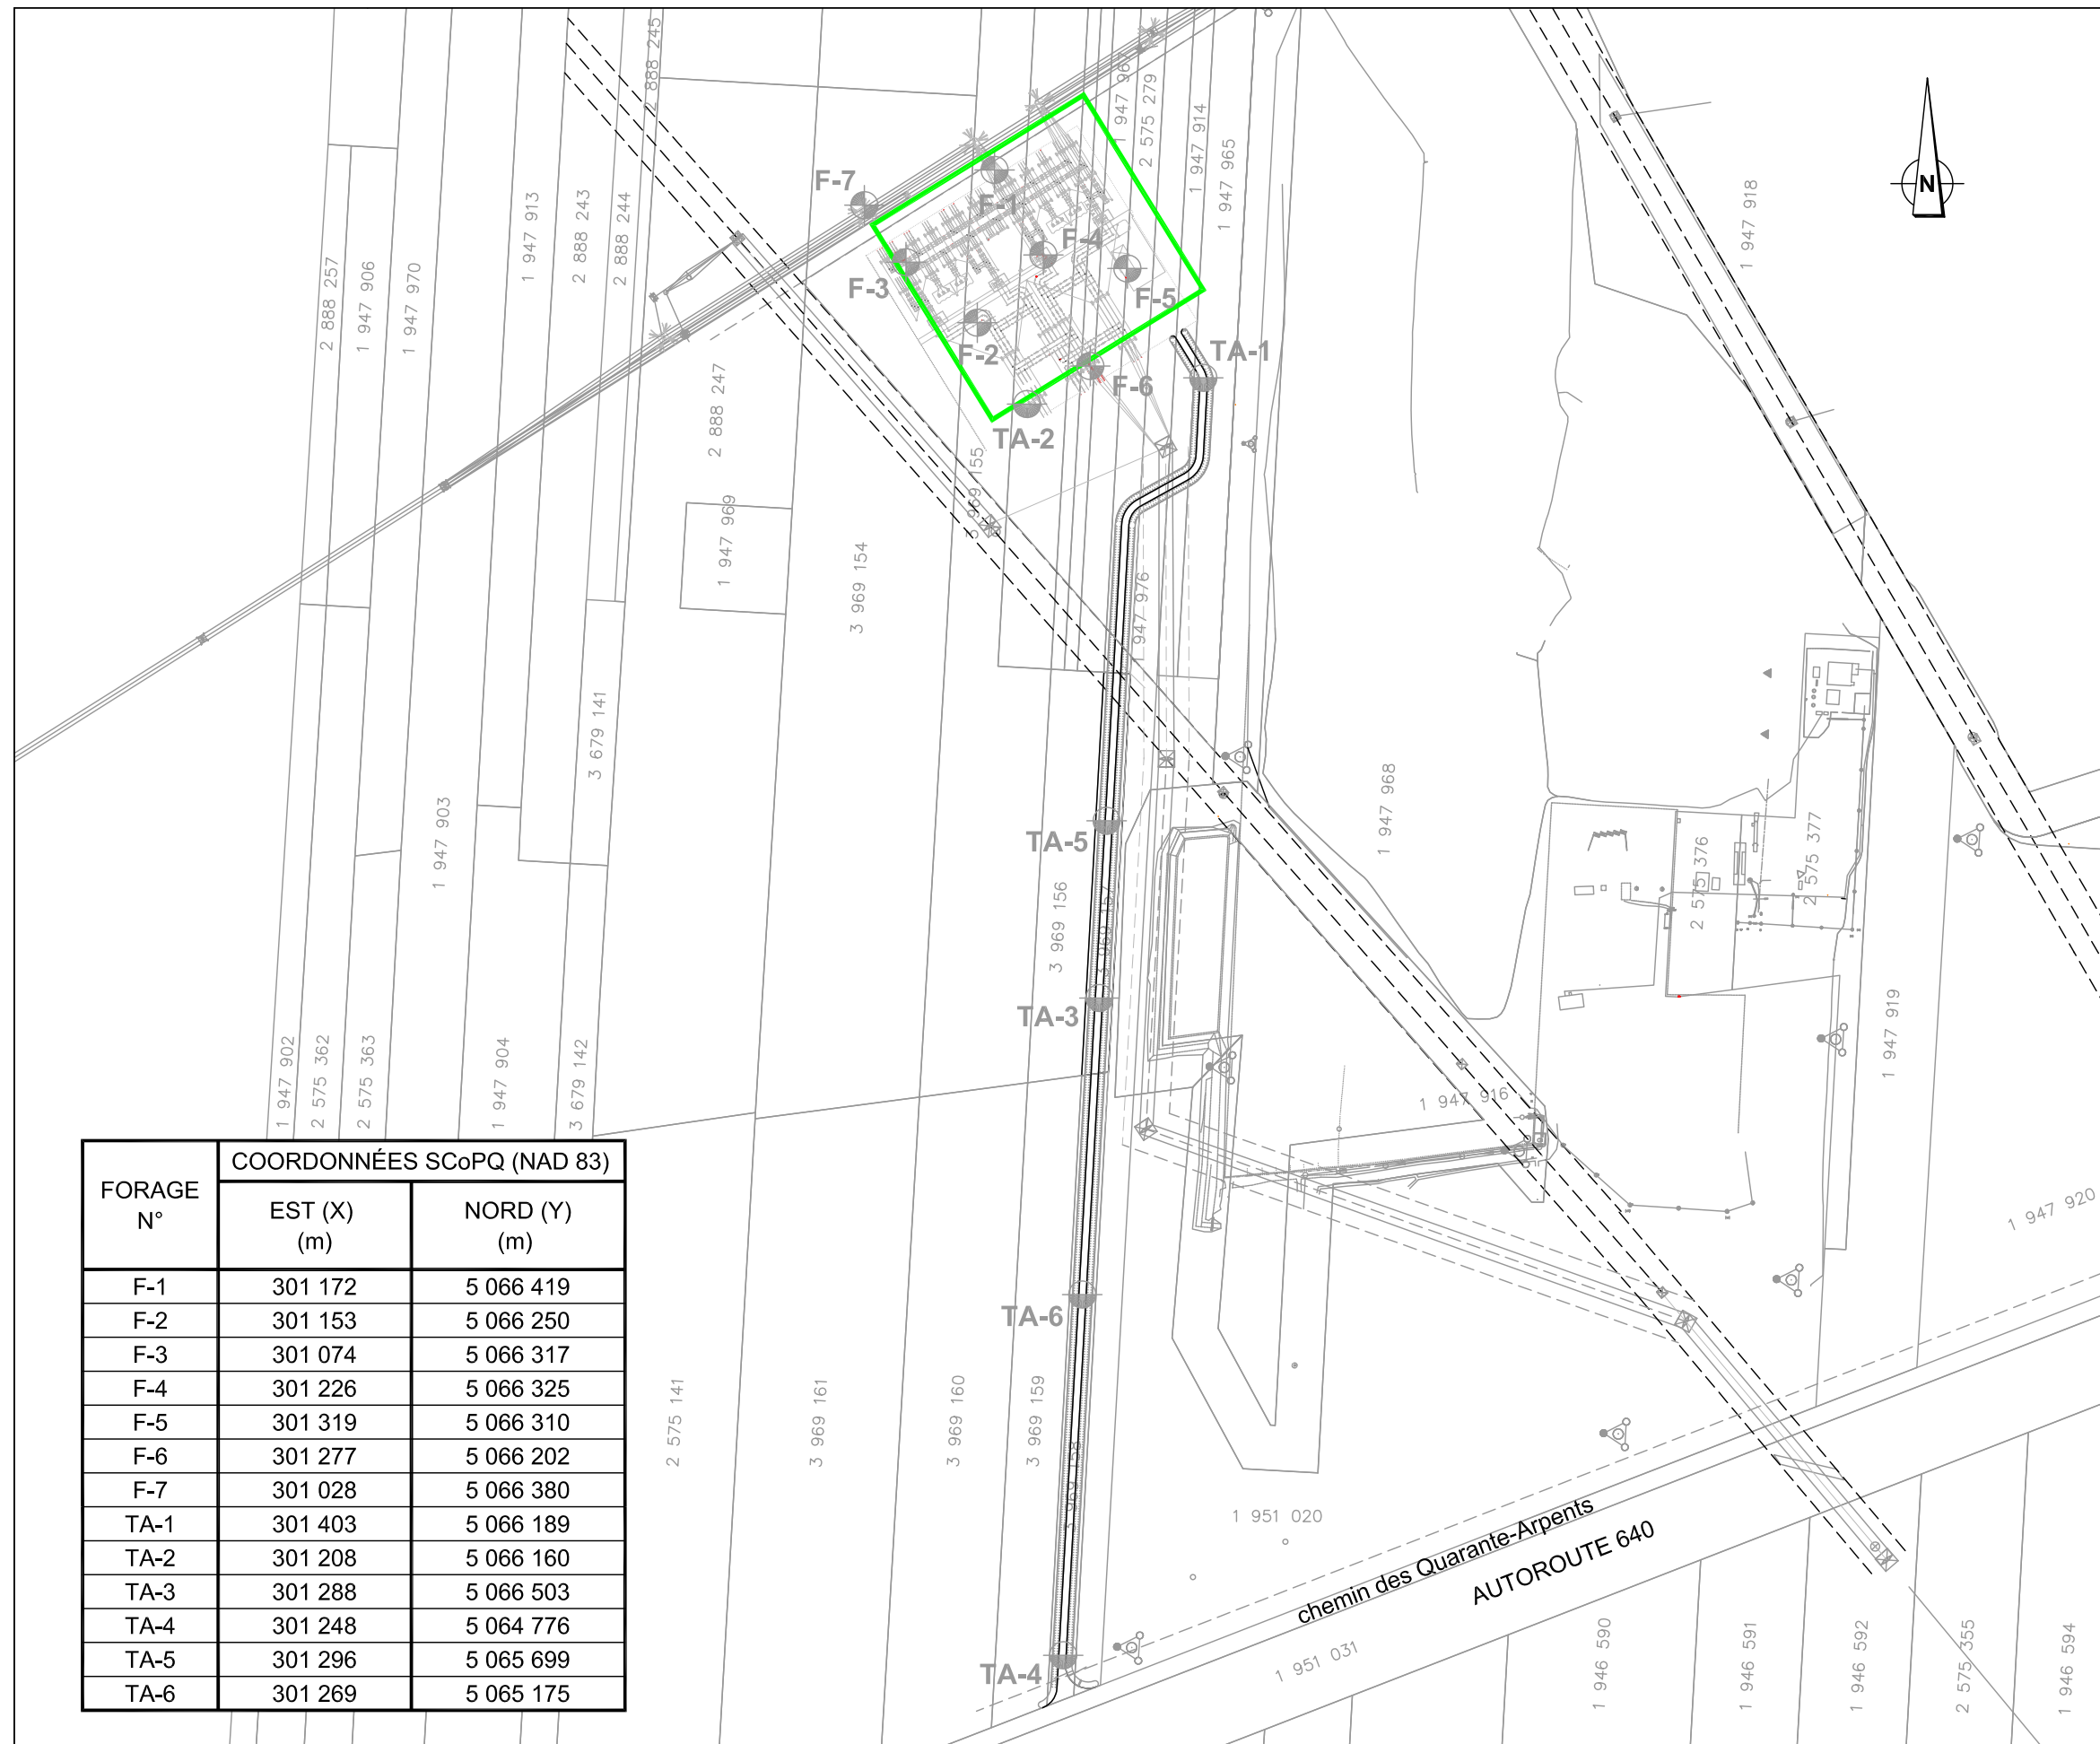 2 888 245
1 947 967
2 575 279
1 947 914
1 947 965
1 947 918
N
1 947 913
2 888 243
2 888 244
2 888 257
1 947 906
1 947 970
F-7
F-1
F-4
F-3
F-5
F-2
F-6
TA-1
TA-2
2 888 247
3 969 155
1 947 969
3 969 154
1 947 976
3 679 141
1 947 903
1 947 968
TA-5
3 969 156
3 969 157
2 575 376
2 575 377
TA-3
1 947 919
1 947 902
2 575 362
2 575 363
1 947 904
3 679 142
1 947 916
1 947 920
TA-6
2 575 141
3 969 161
3 969 160
3 969 159
3 969 158
1 951 020
chemin des Quarante-Arpents
AUTOROUTE 640
1 951 031
TA-4
1 946 590
1 946 591
1 946 592
2 575 355
1 946 594
FORAGE N° COORDONNÉES SCoPQ (NAD 83)
EST (X) (m) NORD (Y) (m)
F-1 301 172 5 066 419
F-2 301 153 5 066 250
F-3 301 074 5 066 317
F-4 301 226 5 066 325
F-5 301 319 5 066 310
F-6 301 277 5 066 202
F-7 301 028 5 066 380
TA-1 301 403 5 066 189
TA-2 301 208 5 066 160
TA-3 301 288 5 066 503
TA-4 301 248 5 064 776
TA-5 301 296 5 065 699
TA-6 301 269 5 065 175